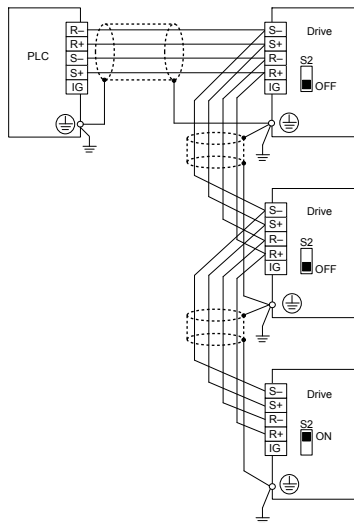 PLC
R–
R+
S–
S+
IG
Drive
S–
S+
R–
R+
IG
S2
OFF
Drive
S–
S+
R–
R+
IG
S2
OFF
Drive
S–
S+
R–
R+
IG
S2
ON